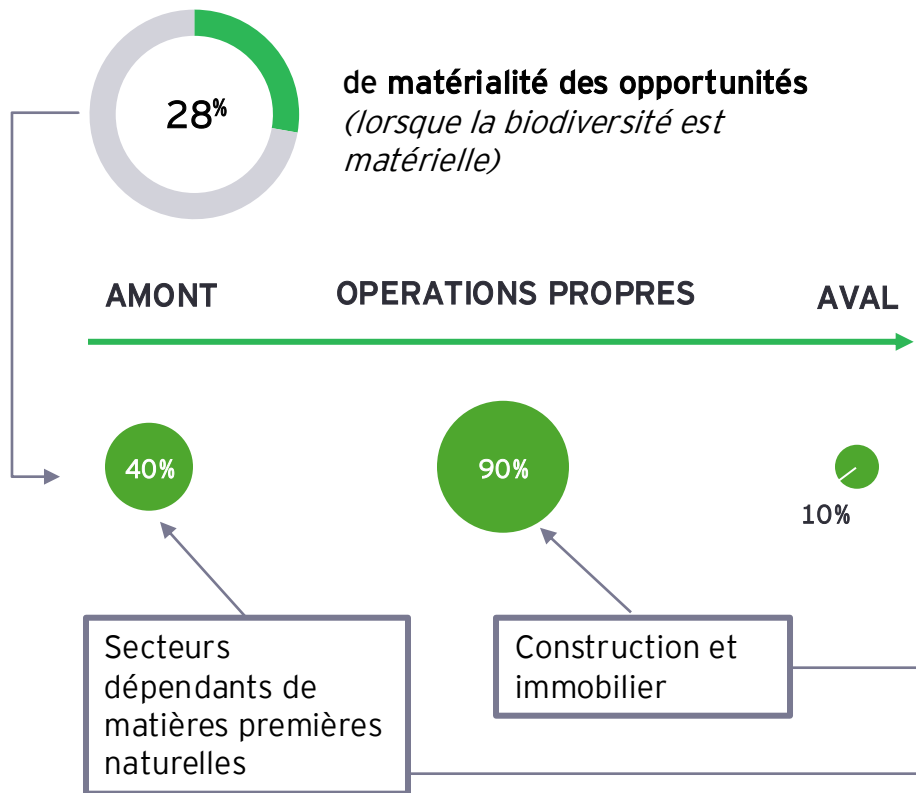 28%
de matérialité des opportunités
(lorsque la biodiversité est
matérielle)
AMONT
OPERATIONS PROPRES
AVAL
40%
90%
10%
Secteurs
dépendants de
matières premières
naturelles
Construction et
immobilier